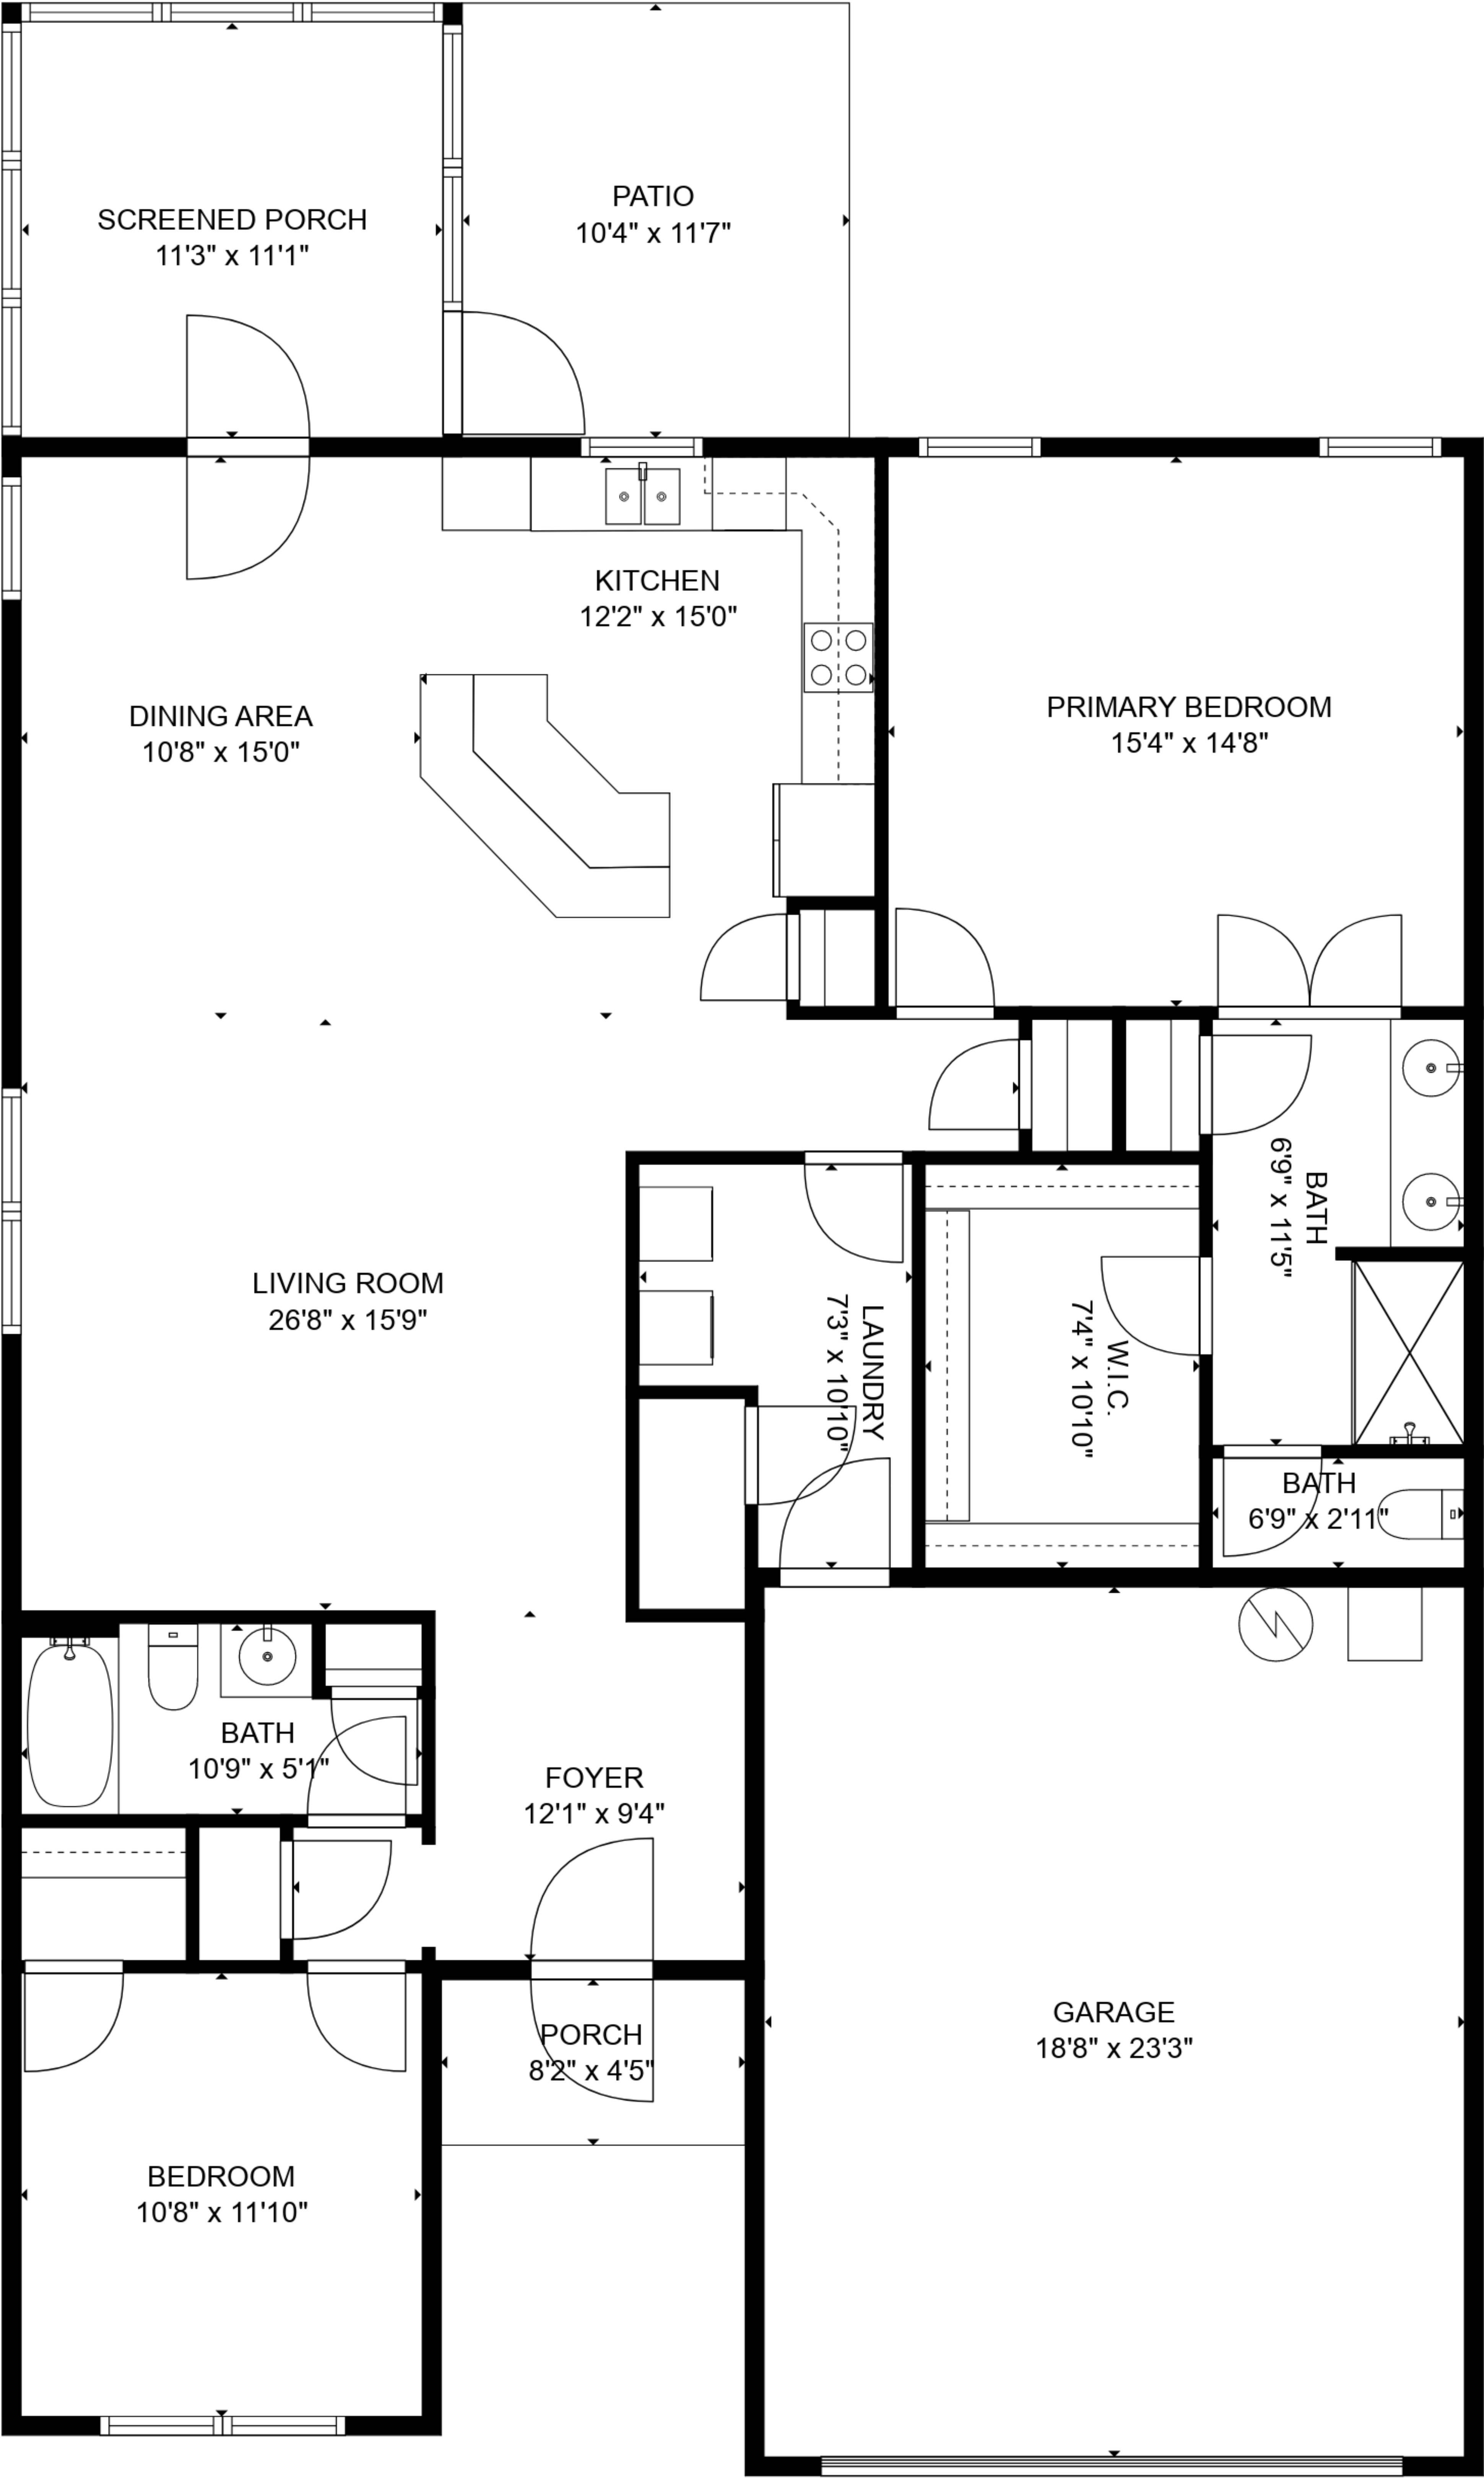 SCREENED PORCH
11'3" x 11'1"
PATIO
10'4" x 11'7"
KITCHEN
12'2" x 15'0"
DINING AREA
10'8" x 15'0"
PRIMARY BEDROOM
15'4" x 14'8"
BATH
6'9" x 11'5"
LIVING ROOM
26'8" x 15'9"
LAUNDRY
7'3" x 10'10"
W.I.C.
7'4" x 10'10"
BATH
6'9" x 2'11"
BATH
10'9" x 5'1"
FOYER
12'1" x 9'4"
PORCH
8'2" x 4'5"
GARAGE
18'8" x 23'3"
BEDROOM
10'8" x 11'10"